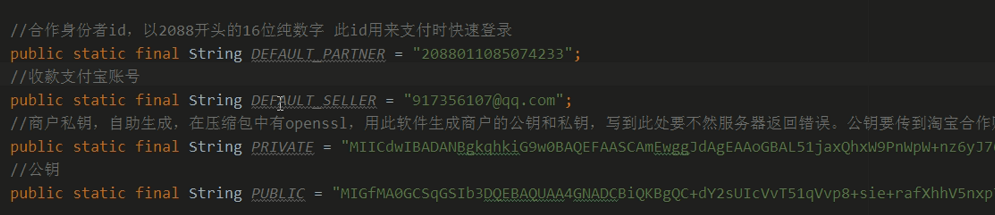 //合作身份者id，以2088开头的16位纯数字 此id用来支付时快速登录
public static final String DEFAULT_PARTNER = "2088011085074233";
//收款支付宝账号
public static final String DEFAULT_SELLER = "917356107@qq.com";
//商户私钥，自助生成，在压缩包中有openssl，用此软件生成商户的公钥和私钥，写到此处要不然服务器返回错误。公钥要传到淘宝合作
public static final String PRIVATE = "MIICdwIBADANBgkqhkiG9w0BAQEFAASCAmEwggJdAgEAAoGBAL51jaxQhxW9PnWpW+nz6yJ7
//公钥
public static final String PUBLIC = "MIGfMA0GCSqGSIb3DQEBAQUAA4GNADCBiQKBgQC+dY2sUIcVvT51qVvp8+sie+rafXhhV5nxp